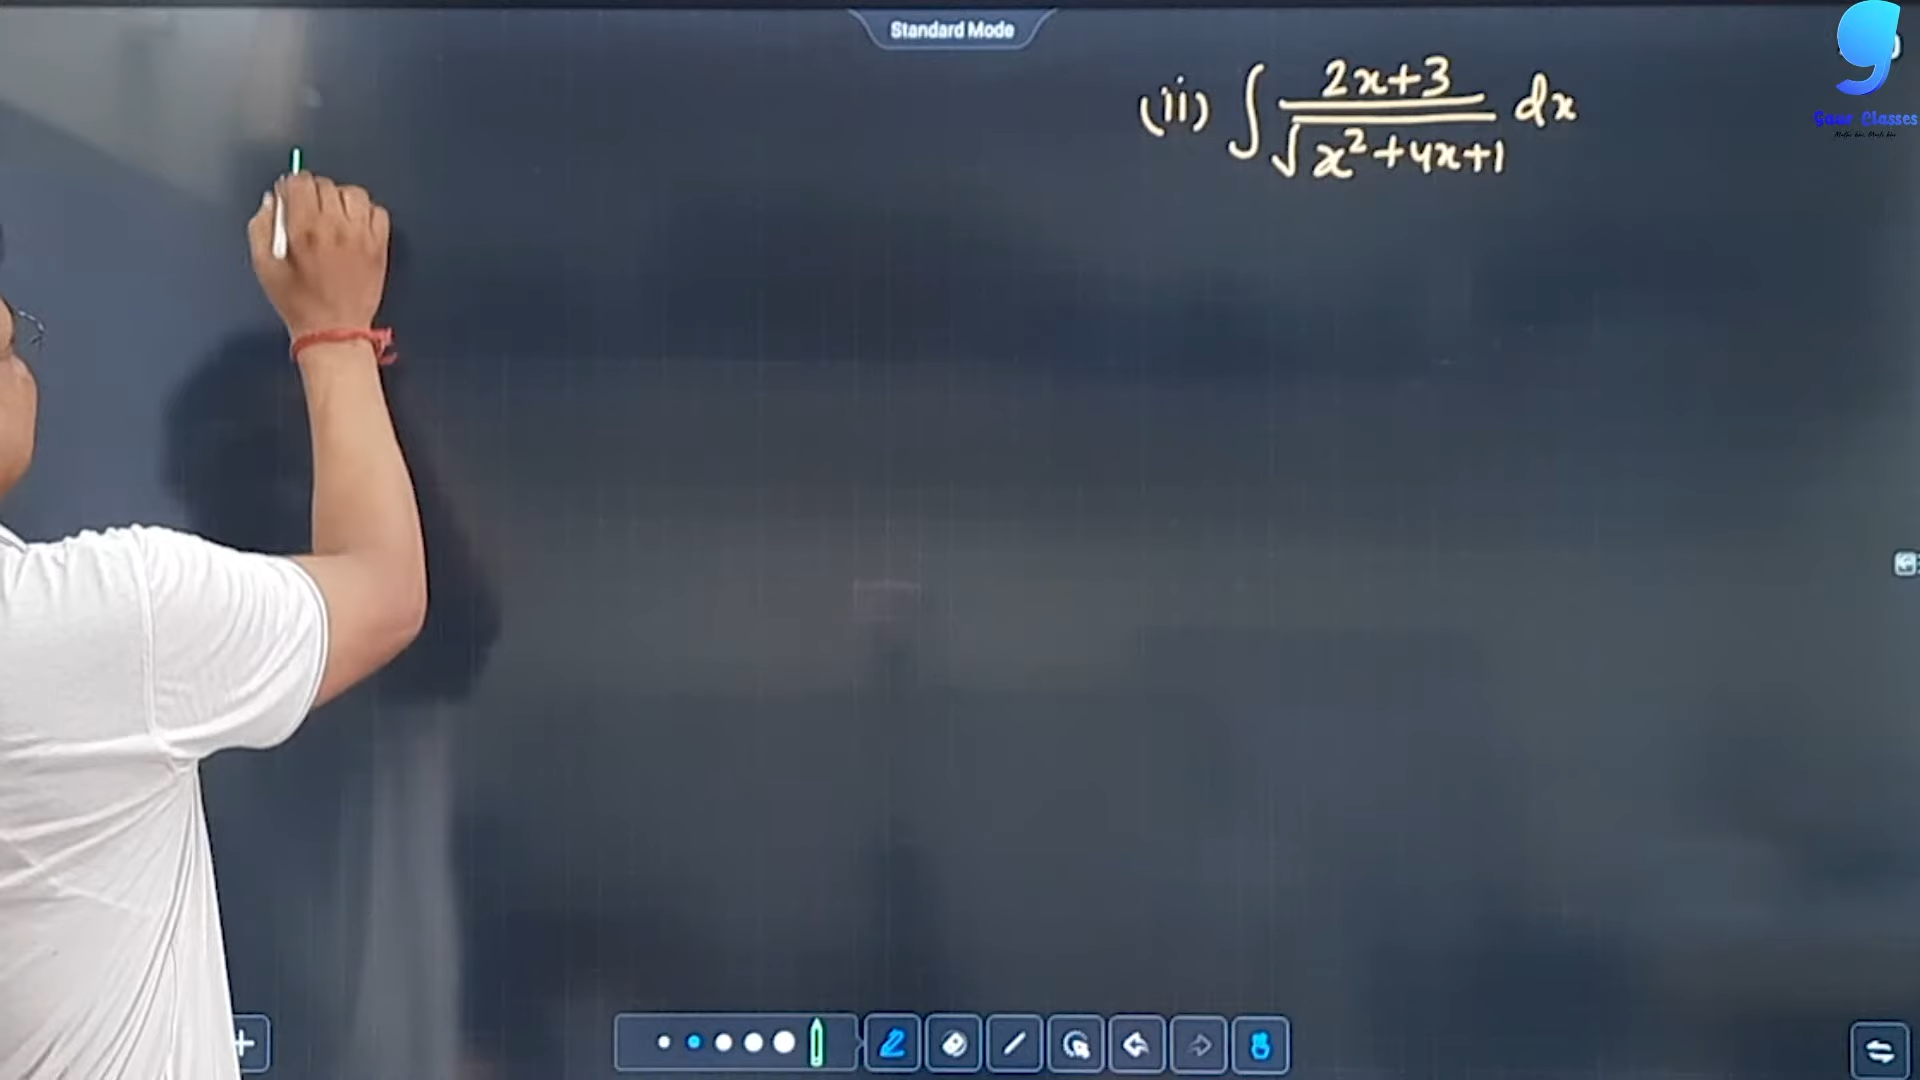 Standard Mode
(ii) ∫ (2x+3)/√(x²+4x+1) dx
Gaur Classes